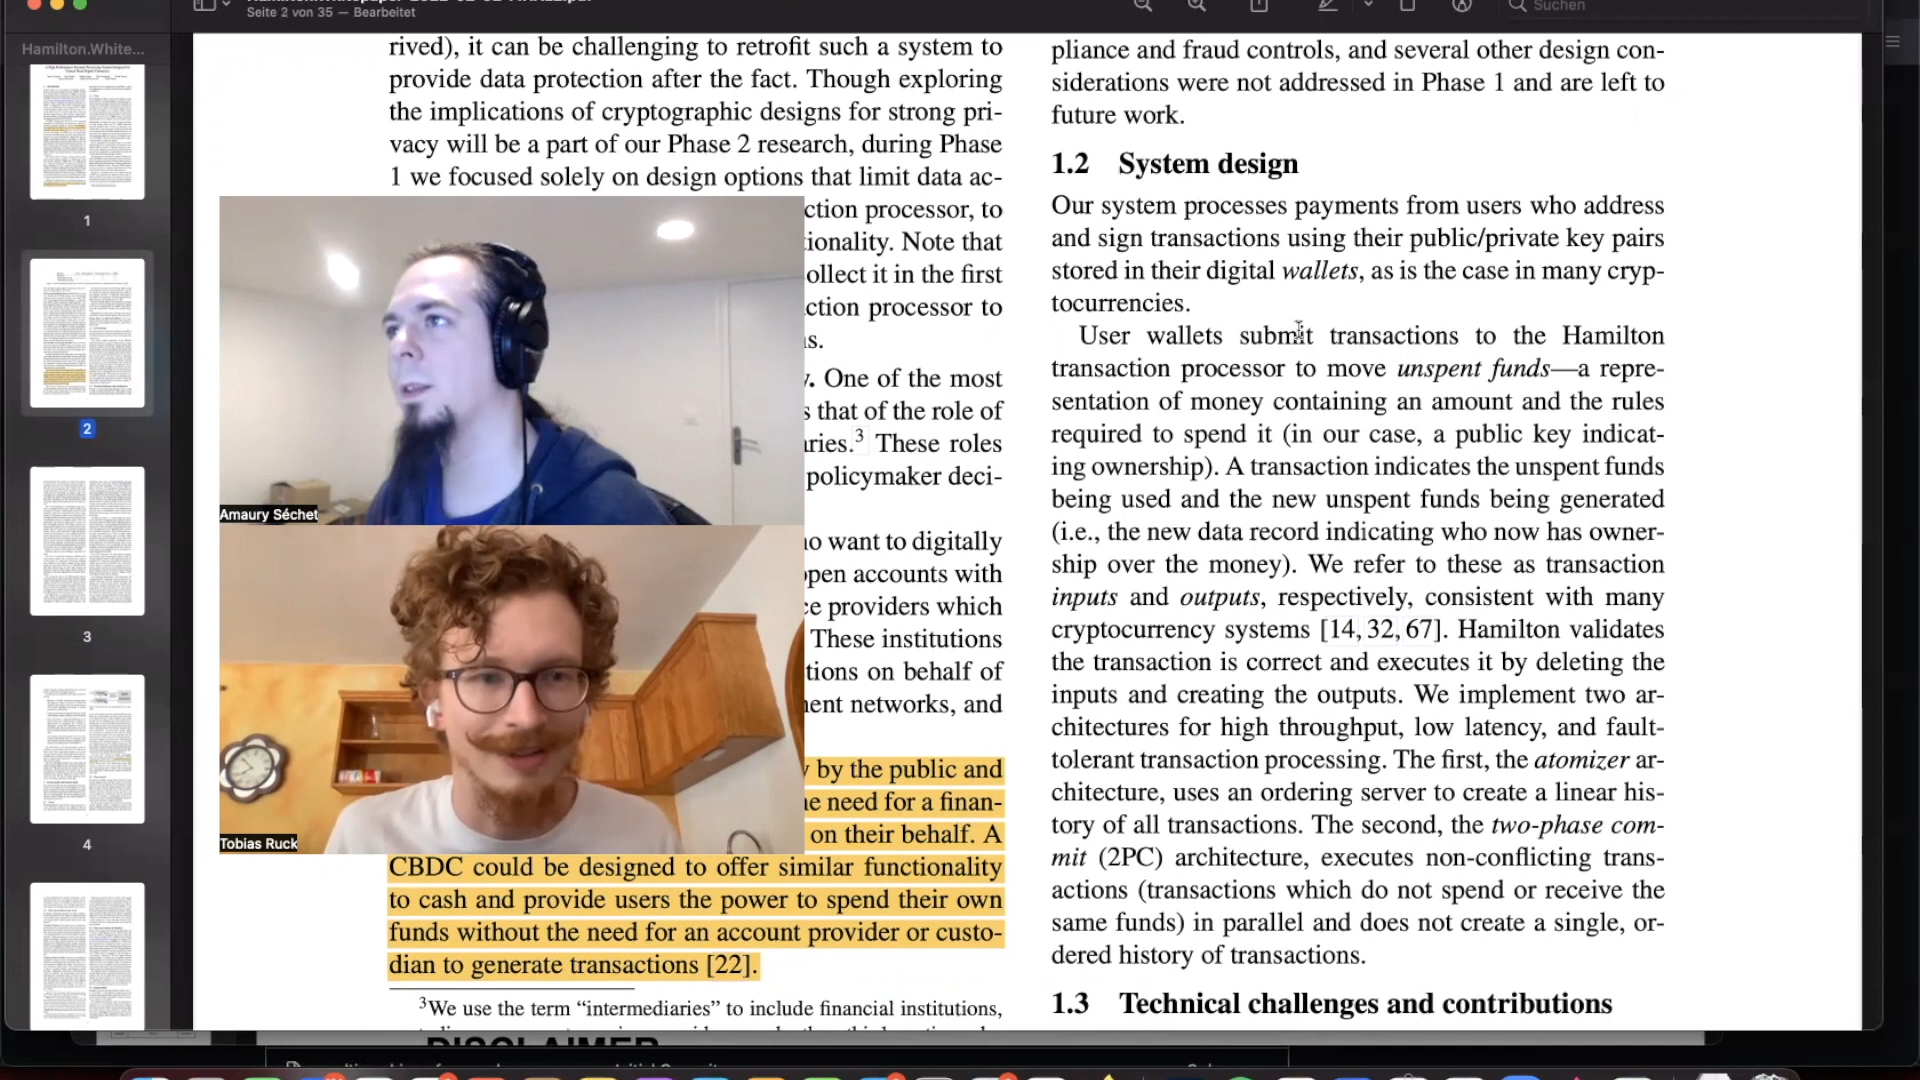 Seite 2 von 35 — Bearbeitet
Suchen
Hamilton.White...
1
2
3
4
rived), it can be challenging to retrofit such a system to
provide data protection after the fact. Though exploring
the implications of cryptographic designs for strong pri-
vacy will be a part of our Phase 2 research, during Phase
1 we focused solely on design options that limit data ac-
ction processor, to
ionality. Note that
ollect it in the first
ction processor to
s.
. One of the most
s that of the role of
ries.3 These roles
policymaker deci-
o want to digitally
open accounts with
e providers which
These institutions
tions on behalf of
ent networks, and
by the public and
e need for a finan-
on their behalf. A
CBDC could be designed to offer similar functionality
to cash and provide users the power to spend their own
funds without the need for an account provider or custo-
dian to generate transactions [22].
3We use the term “intermediaries” to include financial institutions,
Amaury Séchet
Tobias Ruck
pliance and fraud controls, and several other design con-
siderations were not addressed in Phase 1 and are left to
future work.
1.2 System design
Our system processes payments from users who address
and sign transactions using their public/private key pairs
stored in their digital wallets, as is the case in many cryp-
tocurrencies.
User wallets submit transactions to the Hamilton
transaction processor to move unspent funds—a repre-
sentation of money containing an amount and the rules
required to spend it (in our case, a public key indicat-
ing ownership). A transaction indicates the unspent funds
being used and the new unspent funds being generated
(i.e., the new data record indicating who now has owner-
ship over the money). We refer to these as transaction
inputs and outputs, respectively, consistent with many
cryptocurrency systems [14, 32, 67]. Hamilton validates
the transaction is correct and executes it by deleting the
inputs and creating the outputs. We implement two ar-
chitectures for high throughput, low latency, and fault-
tolerant transaction processing. The first, the atomizer ar-
chitecture, uses an ordering server to create a linear his-
tory of all transactions. The second, the two-phase com-
mit (2PC) architecture, executes non-conflicting trans-
actions (transactions which do not spend or receive the
same funds) in parallel and does not create a single, or-
dered history of transactions.
1.3 Technical challenges and contributions
DISCLAIMER